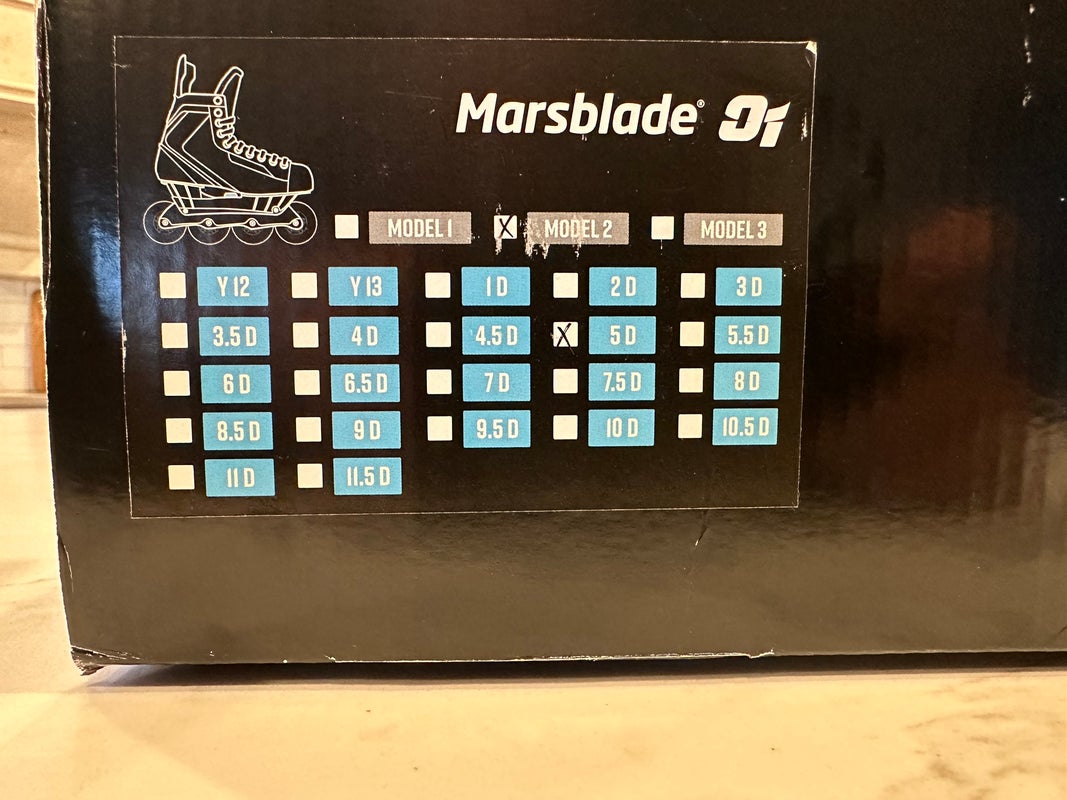 Marsblade® O1
MODEL 1 X MODEL 2 MODEL 3
Y 12 Y 13 1 D 2 D 3 D
3.5 D 4 D 4.5 D X 5 D 5.5 D
6 D 6.5 D 7 D 7.5 D 8 D
8.5 D 9 D 9.5 D 10 D 10.5 D
11 D 11.5 D